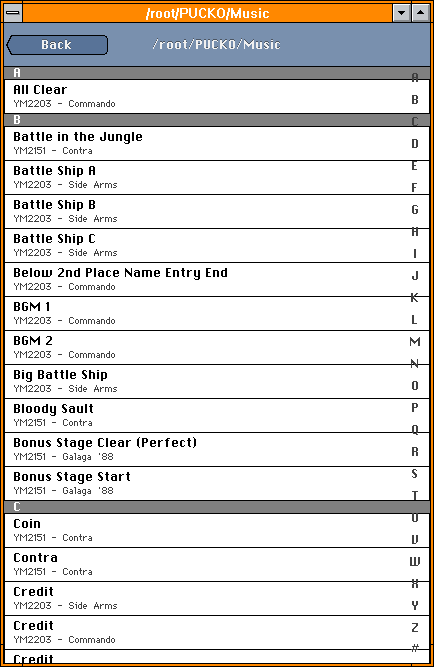 /root/PUCKO/Music
Back
/root/PUCKO/Music
A
All Clear
YM2203 - Commando
B
Battle in the Jungle
YM2151 - Contra
Battle Ship A
YM2203 - Side Arms
Battle Ship B
YM2203 - Side Arms
Battle Ship C
YM2203 - Side Arms
Below 2nd Place Name Entry End
YM2203 - Commando
BGM 1
YM2203 - Commando
BGM 2
YM2203 - Commando
Big Battle Ship
YM2203 - Side Arms
Bloody Sault
YM2151 - Contra
Bonus Stage Clear (Perfect)
YM2151 - Galaga '88
Bonus Stage Start
YM2151 - Galaga '88
C
Coin
YM2151 - Contra
Contra
YM2151 - Contra
Credit
YM2203 - Side Arms
Credit
YM2203 - Commando
Credit
A
B
C
D
E
F
G
H
I
J
K
L
M
N
O
P
Q
R
S
T
U
V
W
X
Y
Z
#